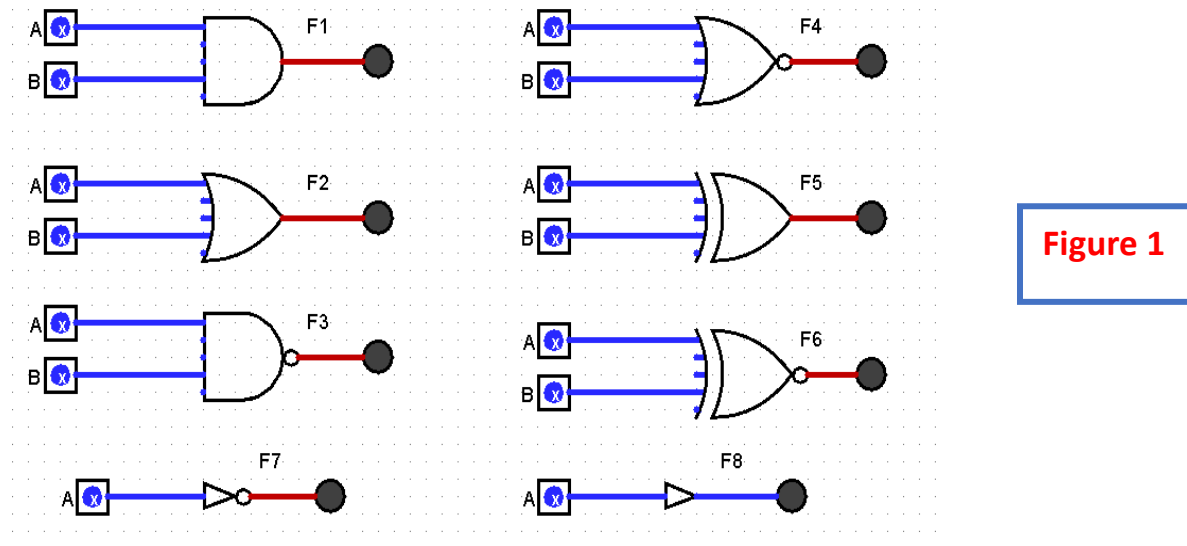 A x F1
B x
A x F4
B x
A x F2
B x
A x F5
B x
Figure 1
A x F3
B x
A x F6
B x
F7
A x
F8
A x